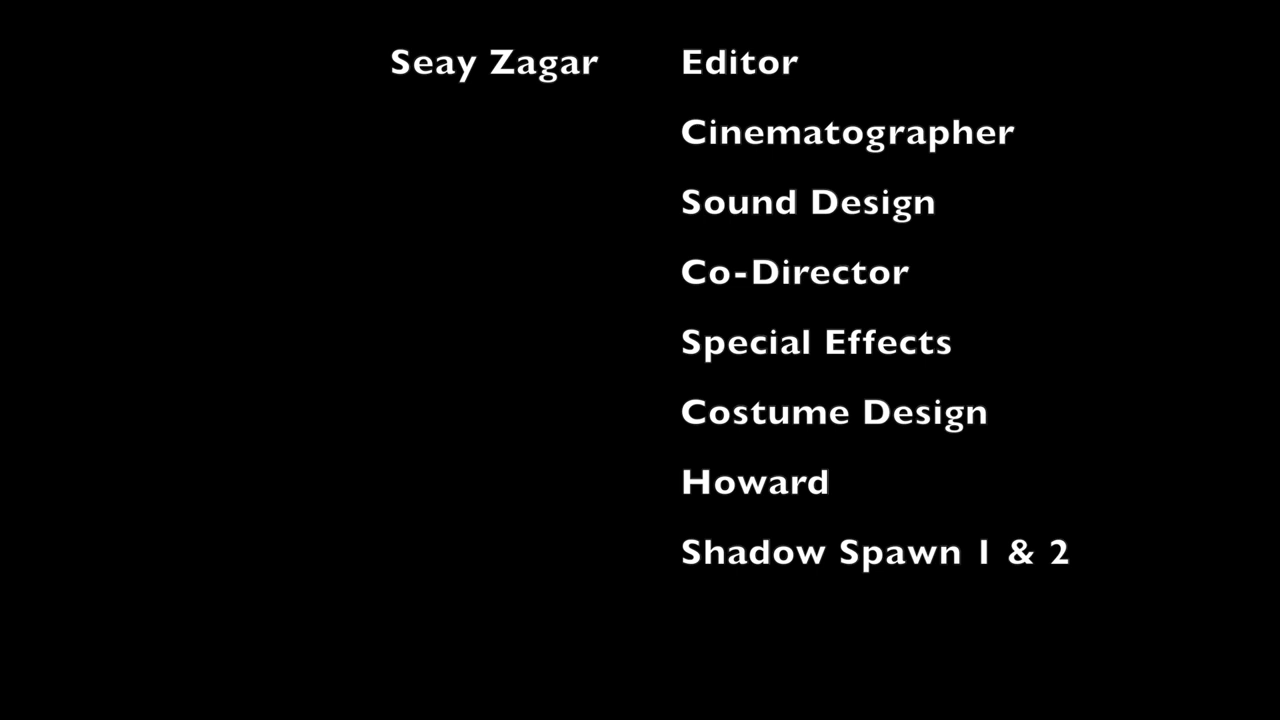 Seay Zagar Editor
Cinematographer
Sound Design
Co-Director
Special Effects
Costume Design
Howard
Shadow Spawn 1 & 2